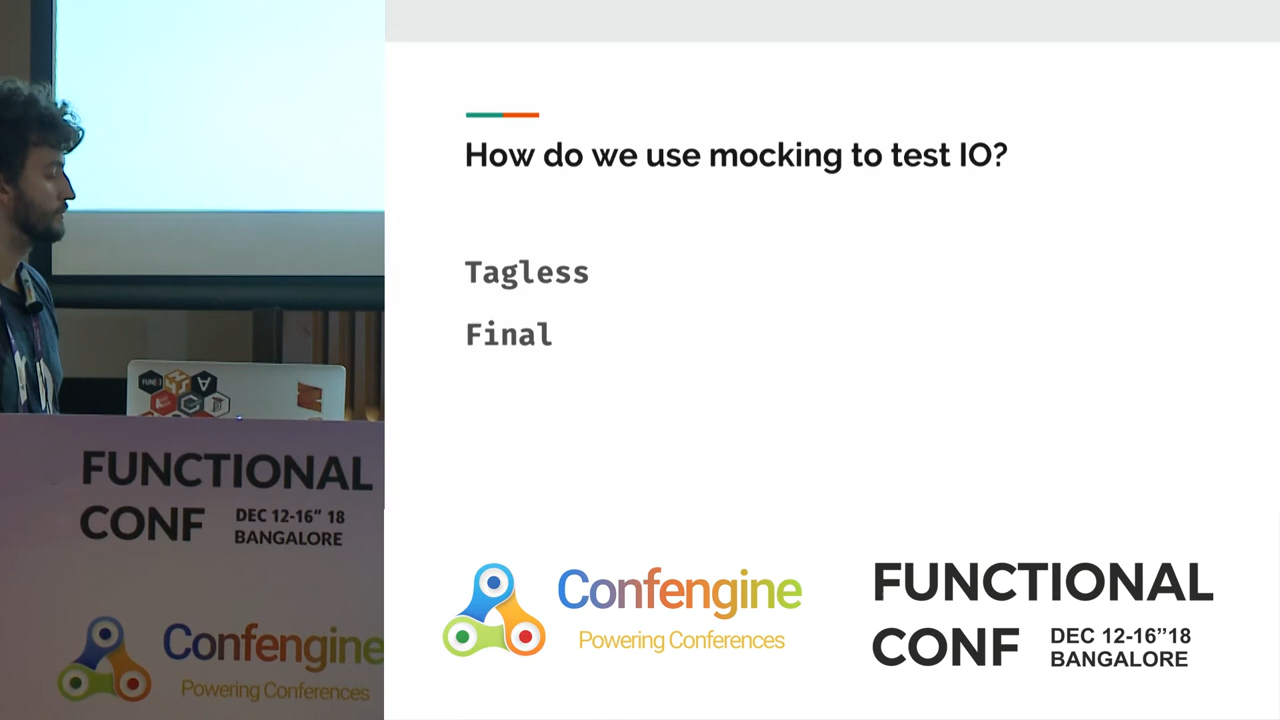 How do we use mocking to test IO?
Tagless
Final
Confengine
Powering Conferences
FUNCTIONAL
CONF
DEC 12-16”18
BANGALORE
FUNCTIONAL
CONF
DEC 12-16” 18
BANGALORE
Confengine
Powering Conferences